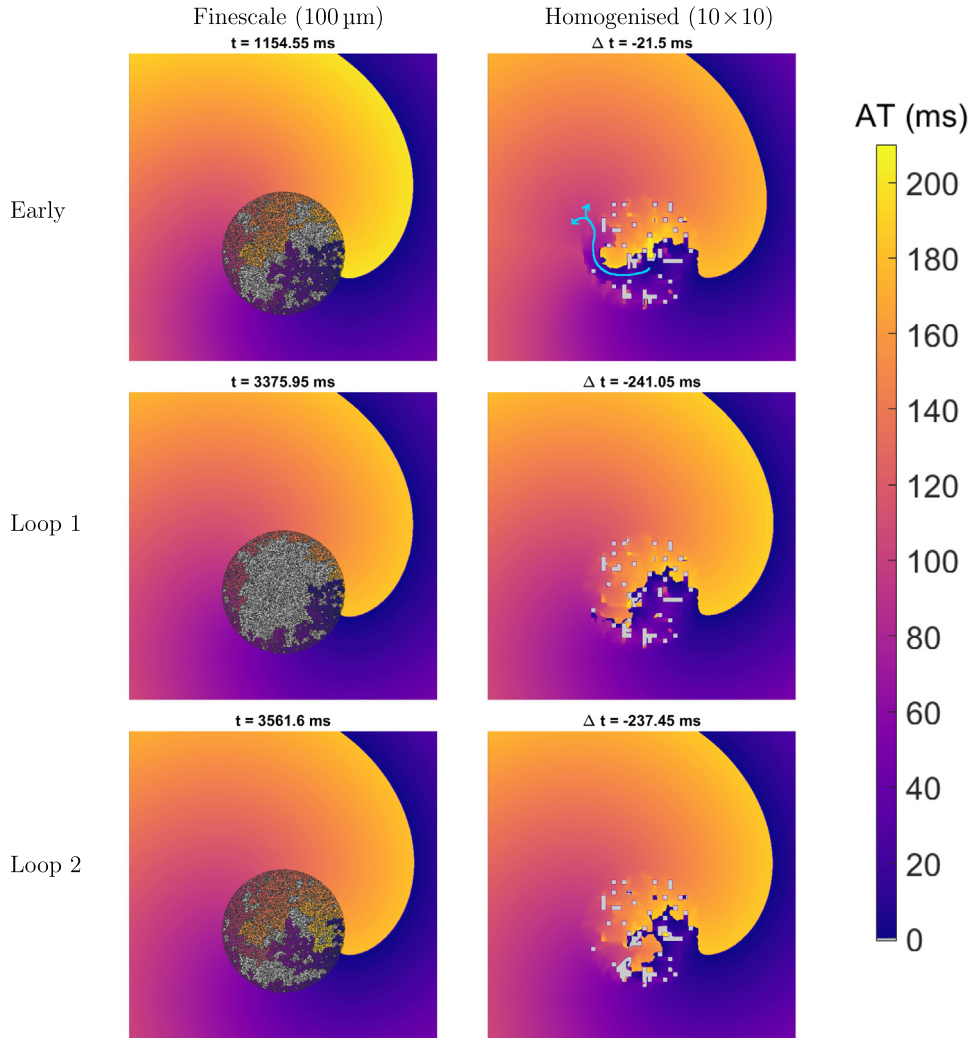 Finescale (100 µm)
Homogenised (10×10)
t = 1154.55 ms
Δ t = -21.5 ms
AT (ms)
200
180
160
140
120
100
80
60
40
20
0
Early
t = 3375.95 ms
Δ t = -241.05 ms
Loop 1
t = 3561.6 ms
Δ t = -237.45 ms
Loop 2